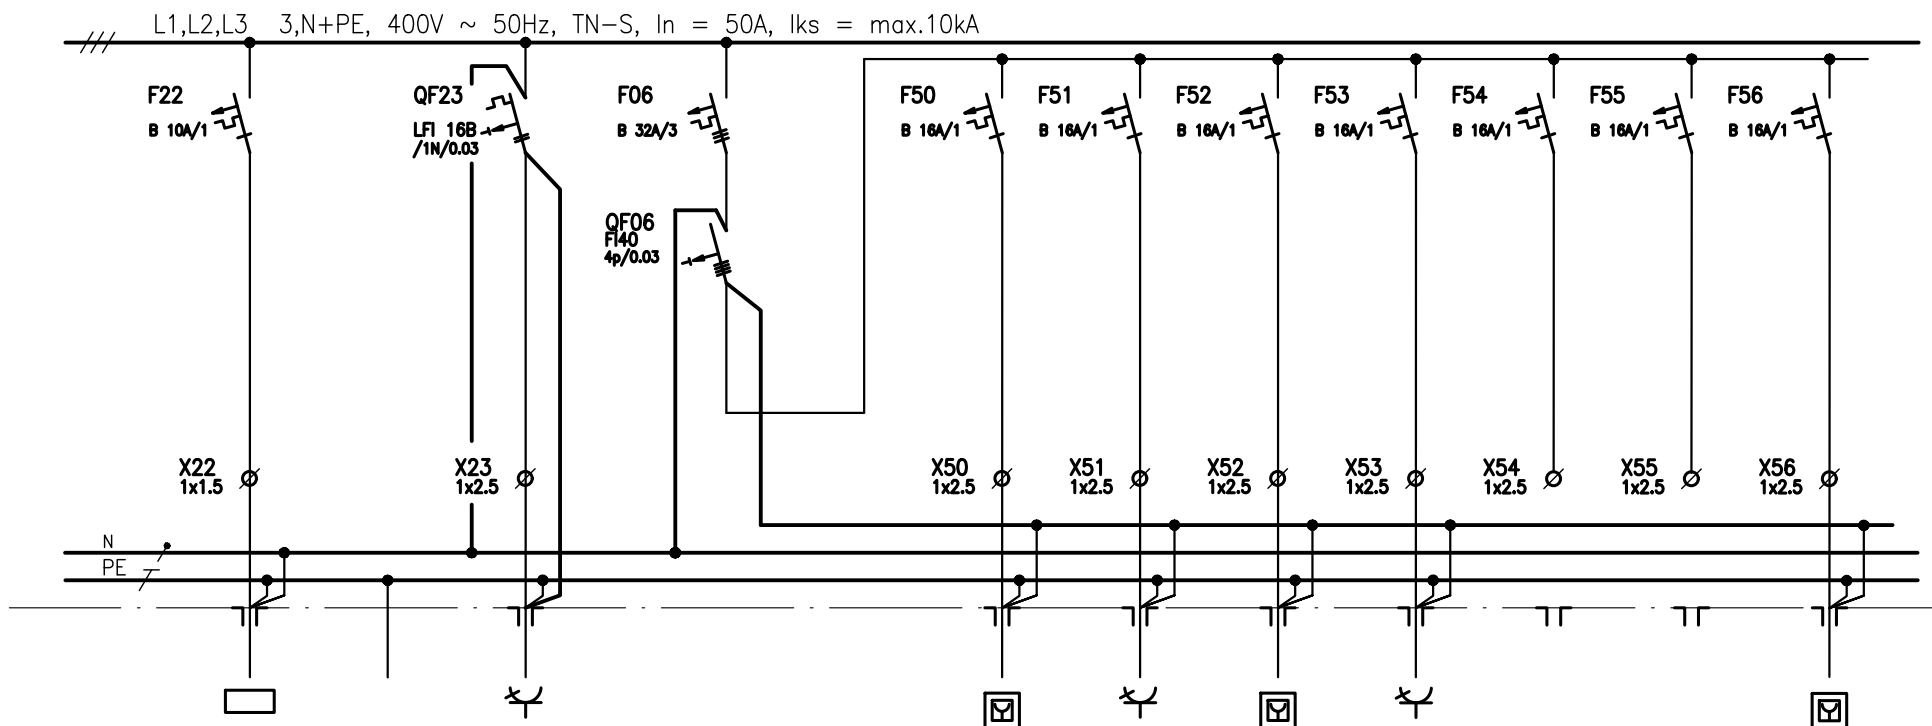 L1,L2,L3 3,N+PE, 400V ~ 50Hz, TN-S, In = 50A, Iks = max.10kA
F22
B 10A/1
QF23
LFI 16B
/1N/0.03
F06
B 32A/3
QF06
FI40
4p/0.03
F50
B 16A/1
F51
B 16A/1
F52
B 16A/1
F53
B 16A/1
F54
B 16A/1
F55
B 16A/1
F56
B 16A/1
X22
1x1.5
X23
1x2.5
X50
1x2.5
X51
1x2.5
X52
1x2.5
X53
1x2.5
X54
1x2.5
X55
1x2.5
X56
1x2.5
N
PE